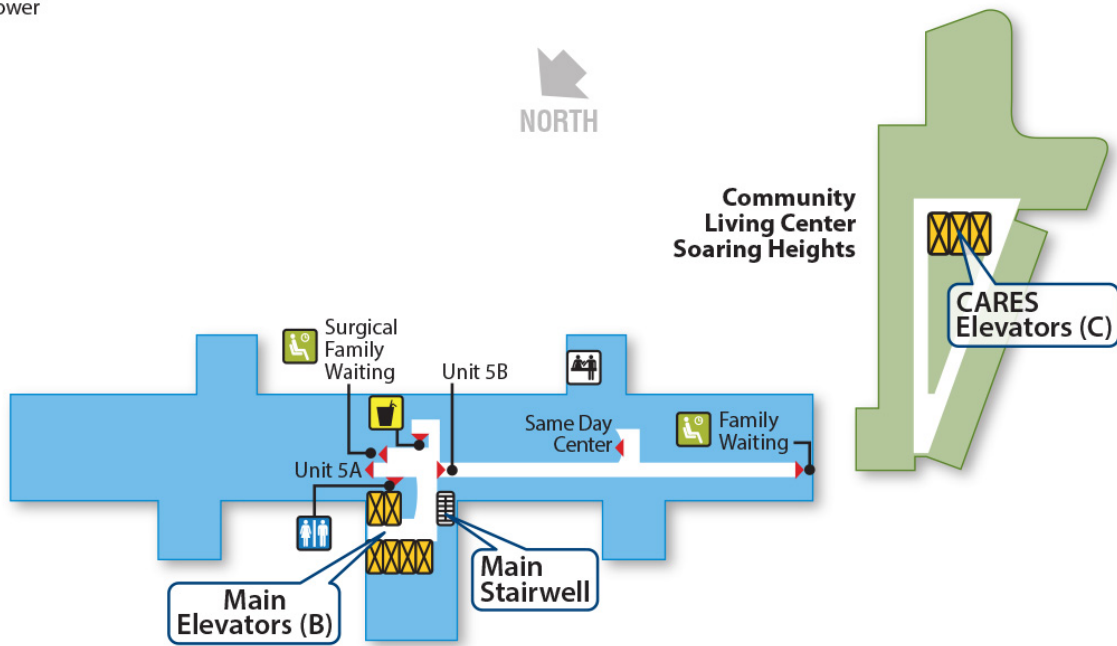 NORTH
Community
Living Center
Soaring Heights
CARES
Elevators (C)
Surgical
Family
Waiting
Unit 5B
Same Day
Center
Family
Waiting
Unit 5A
Main
Elevators (B)
Main
Stairwell